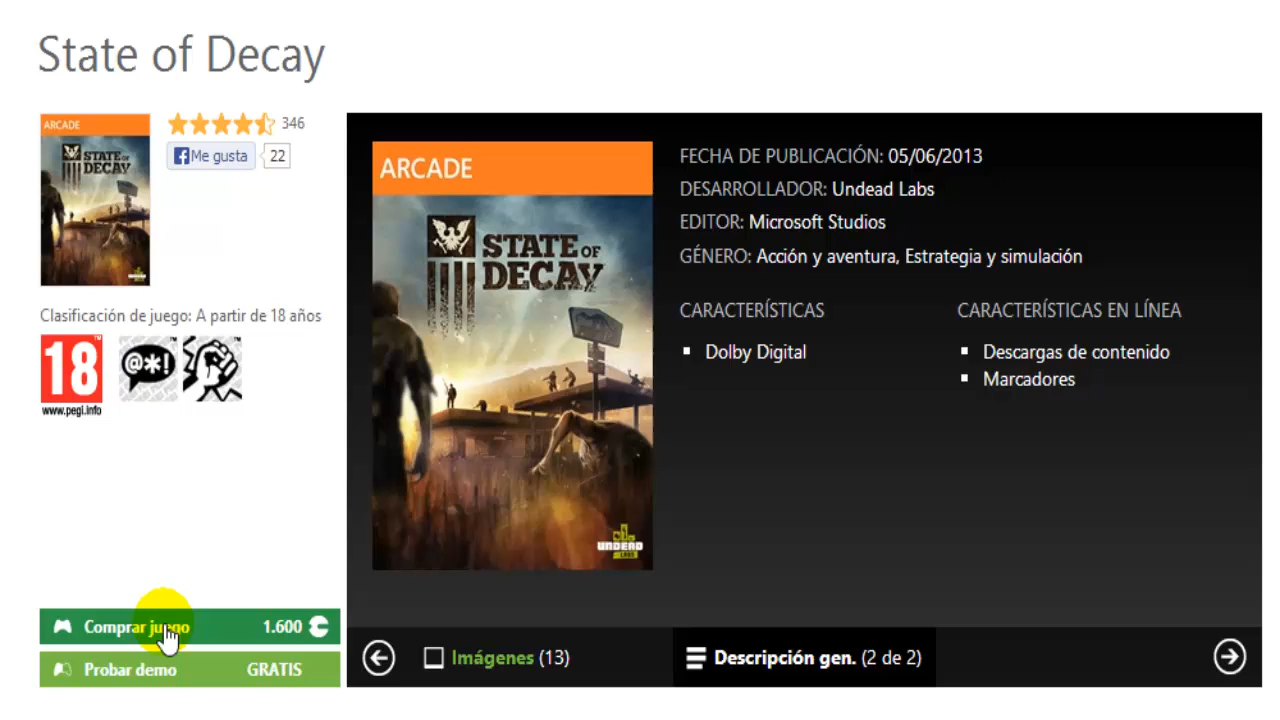 State of Decay
ARCADE
STATE OF
DECAY
346
Me gusta
22
Clasificación de juego: A partir de 18 años
18
www.pegi.info
@*!
Comprar juego 1.600
Probar demo GRATIS
ARCADE
STATE OF
DECAY
UNDEAD
LABS
FECHA DE PUBLICACIÓN: 05/06/2013
DESARROLLADOR: Undead Labs
EDITOR: Microsoft Studios
GÉNERO: Acción y aventura, Estrategia y simulación
CARACTERÍSTICAS
Dolby Digital
CARACTERÍSTICAS EN LÍNEA
Descargas de contenido
Marcadores
Imágenes (13)
Descripción gen. (2 de 2)